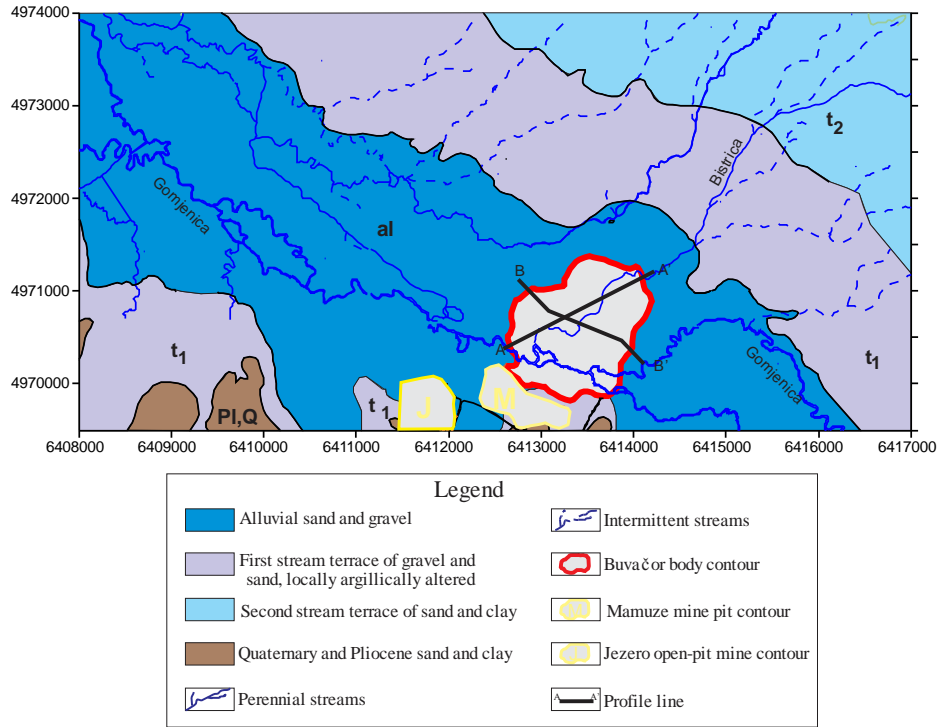 4974000
4973000
4972000
4971000
4970000
6408000 6409000 6410000 6411000 6412000 6413000 6414000 6415000 6416000 6417000
t2
Bistrica
Gomjenica
al
B
A'
A
B'
t1
t1
Gomjenica
Pl,Q
t1
J
M
Legend
Alluvial sand and gravel
First stream terrace of gravel and
sand, locally argillically altered
Second stream terrace of sand and clay
Quaternary and Pliocene sand and clay
Perennial streams
Intermittent streams
Buvač or body contour
Mamuze mine pit contour
Jezero open-pit mine contour
A A'
Profile line